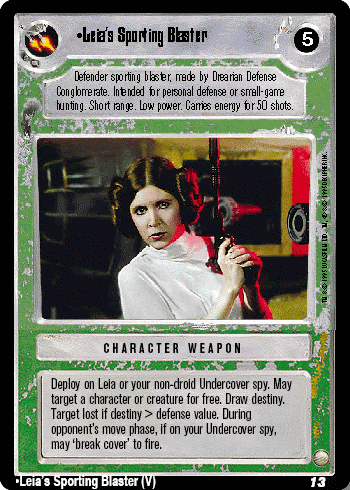 •Leia's Sporting Blaster
5
Defender sporting blaster, made by Drearian Defense
Conglomerate. Intended for personal defense or small-game
hunting. Short range. Low power. Carries energy for 50 shots.
CHARACTER WEAPON
Deploy on Leia or your non-droid Undercover spy. May
target a character or creature for free. Draw destiny.
Target lost if destiny > defense value. During
opponent's move phase, if on your Undercover spy,
may 'break cover' to fire.
•Leia's Sporting Blaster (V)
13